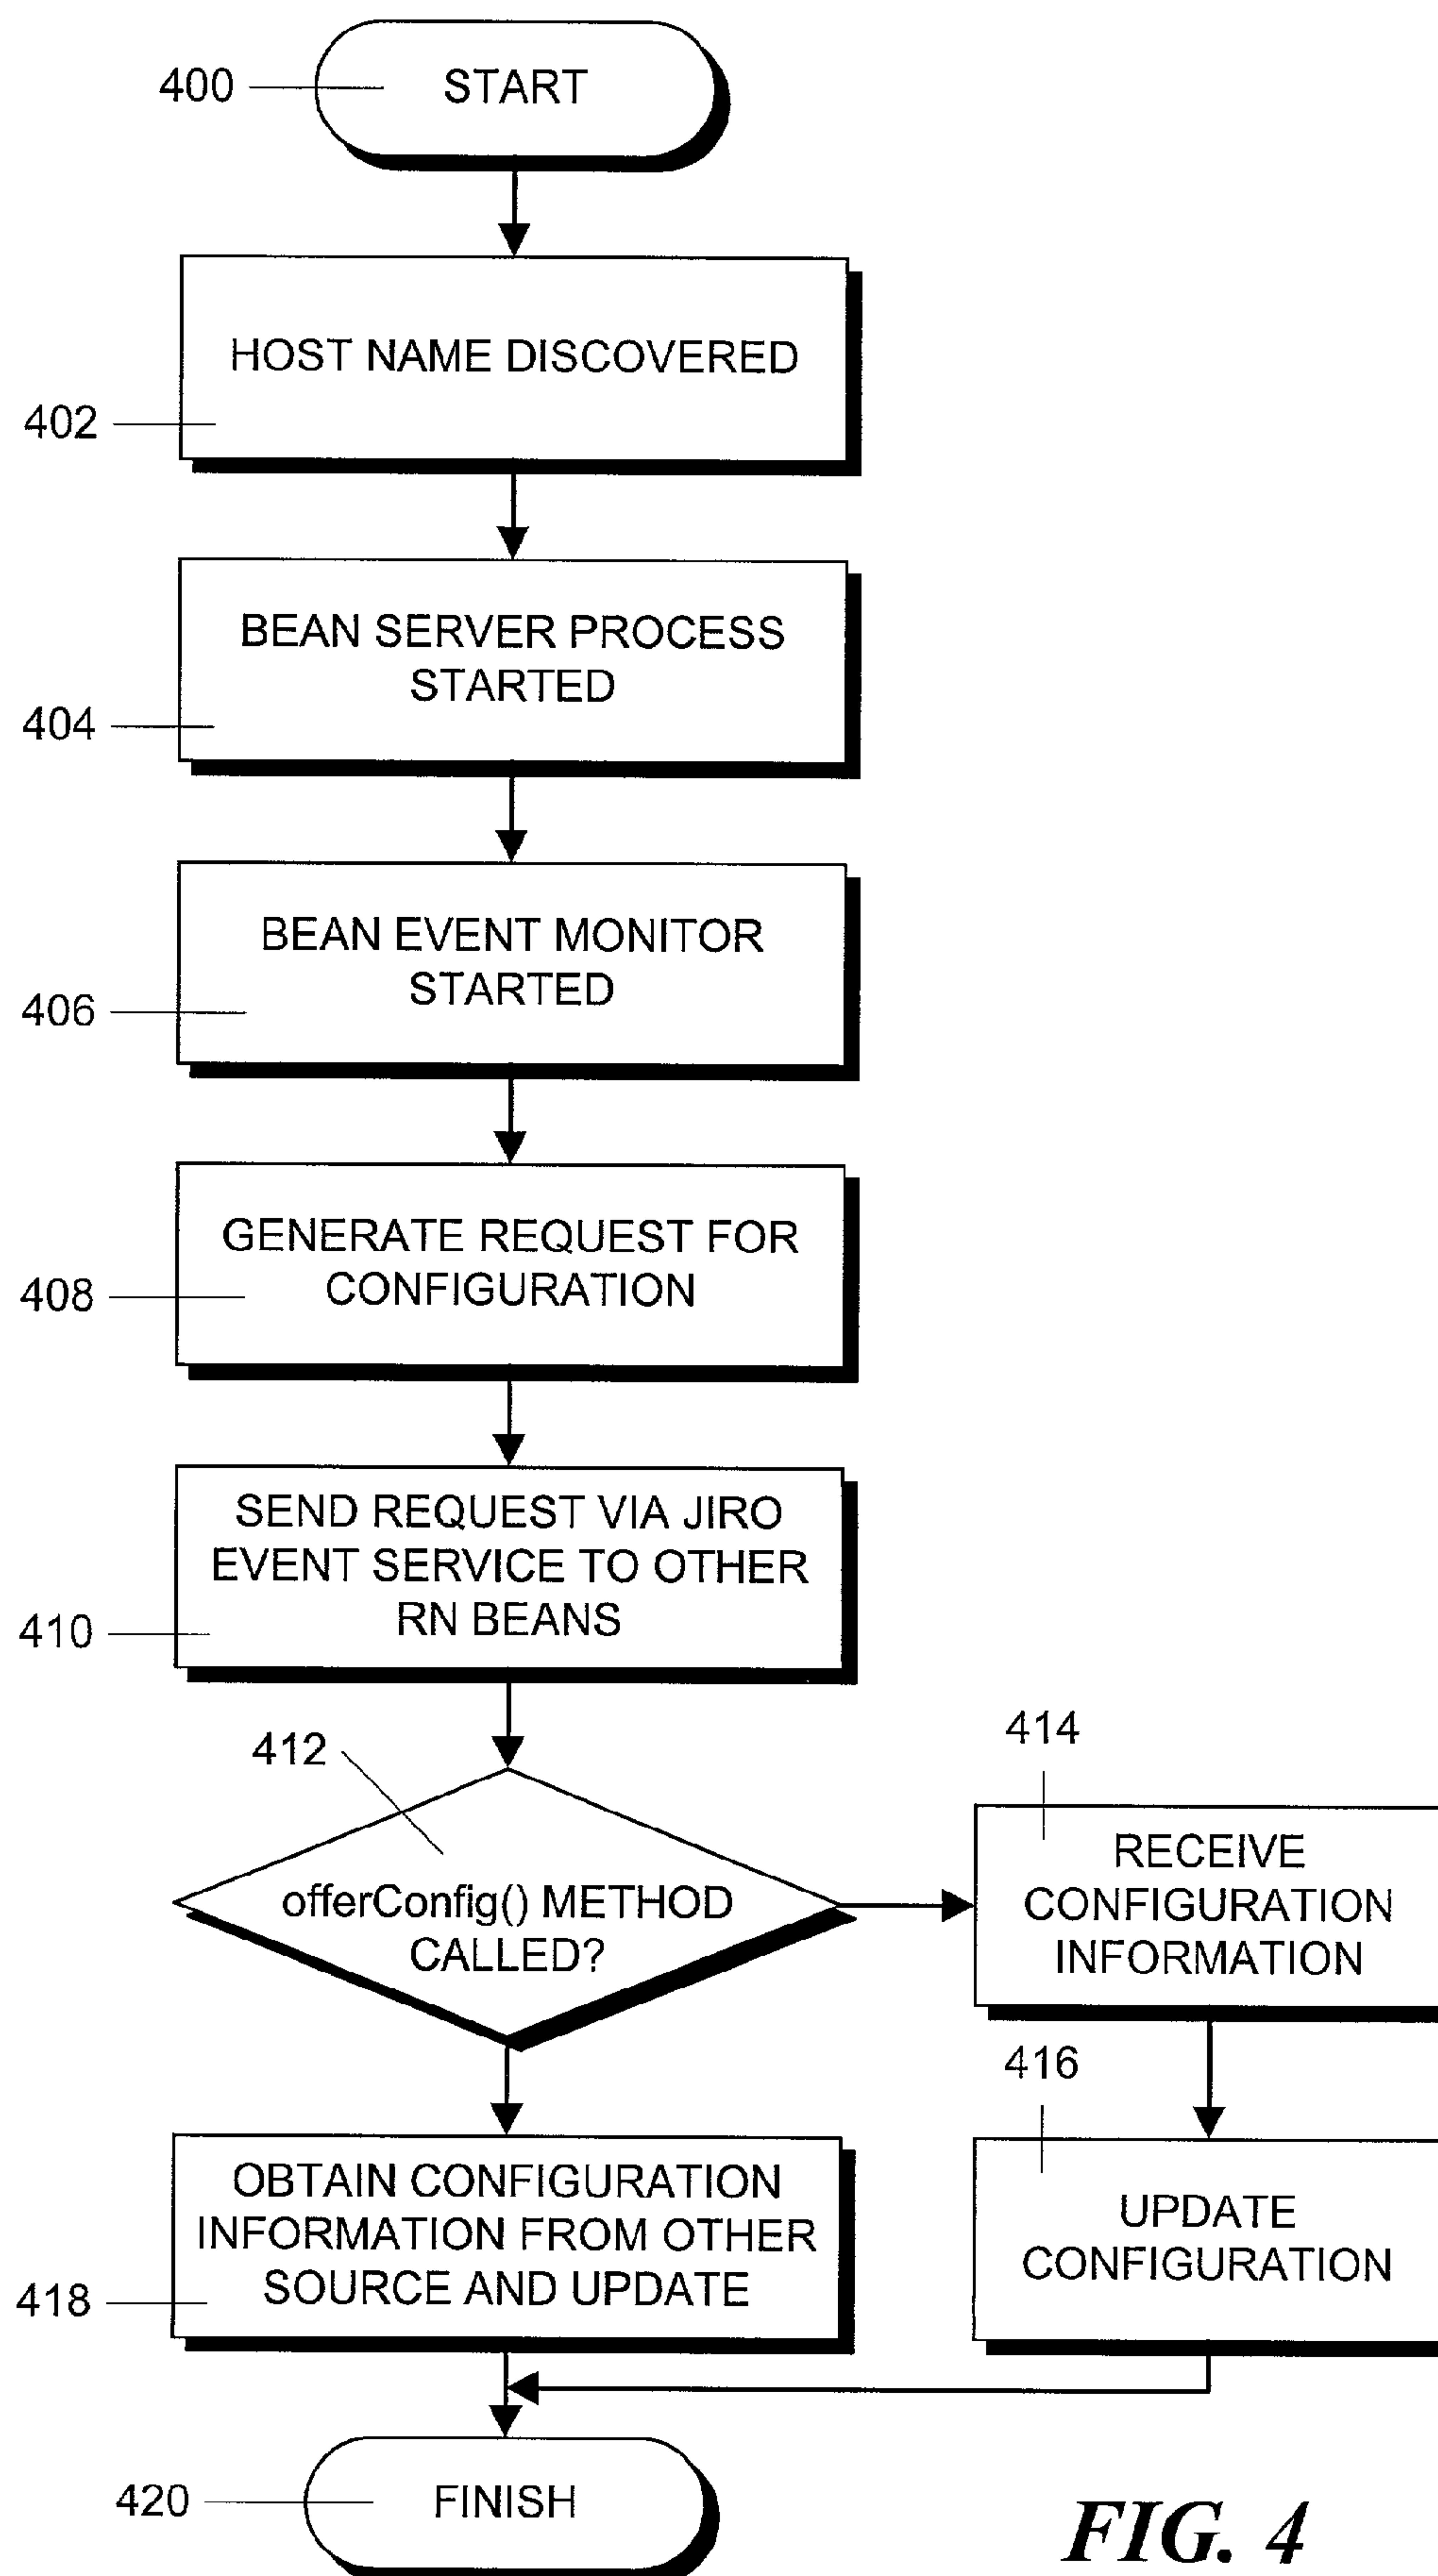 400
START
HOST NAME DISCOVERED
402
BEAN SERVER PROCESS
STARTED
404
BEAN EVENT MONITOR
STARTED
406
GENERATE REQUEST FOR
CONFIGURATION
408
SEND REQUEST VIA JIRO
EVENT SERVICE TO OTHER
RN BEANS
410
412
offerConfig() METHOD
CALLED?
414
RECEIVE
CONFIGURATION
INFORMATION
416
UPDATE
CONFIGURATION
OBTAIN CONFIGURATION
INFORMATION FROM OTHER
SOURCE AND UPDATE
418
420
FINISH
FIG. 4